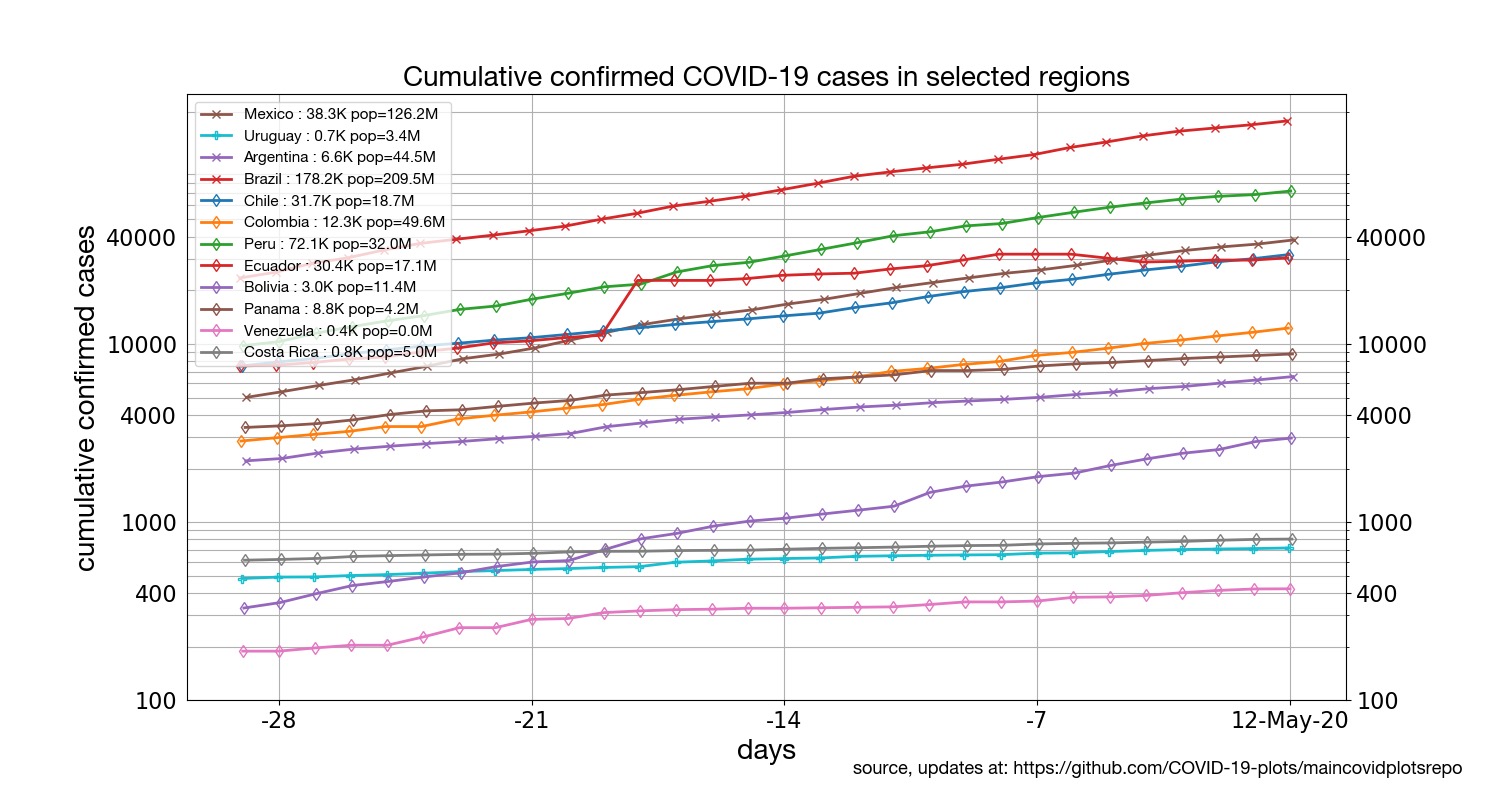 Cumulative confirmed COVID-19 cases in selected regions
Mexico : 38.3K pop=126.2M
Uruguay : 0.7K pop=3.4M
Argentina : 6.6K pop=44.5M
Brazil : 178.2K pop=209.5M
Chile : 31.7K pop=18.7M
Colombia : 12.3K pop=49.6M
Peru : 72.1K pop=32.0M
Ecuador : 30.4K pop=17.1M
Bolivia : 3.0K pop=11.4M
Panama : 8.8K pop=4.2M
Venezuela : 0.4K pop=0.0M
Costa Rica : 0.8K pop=5.0M
cumulative confirmed cases
40000
10000
4000
1000
400
100
40000
10000
4000
1000
400
100
-28 -21 -14 -7 12-May-20
days
source, updates at: https://github.com/COVID-19-plots/maincovidplotsrepo